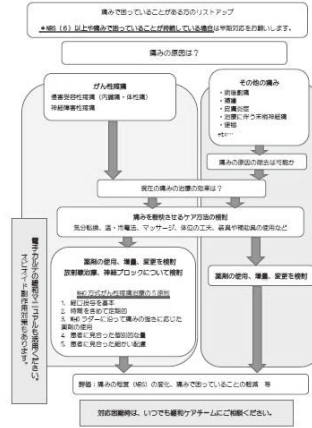 痛みで困っていることがある方のリストアップ
＊NRS（6）以上や痛みで困っていることが持続している場合は早期対応をお願いします。
痛みの原因は？
がん性疼痛
侵害受容性疼痛（内臓痛・体性痛）
神経障害性疼痛
その他の痛み
・術後創痛
・褥瘡
・皮膚炎症
・治療に伴う末梢神経痛
・便秘
etc…
痛みの原因の除去は可能か
現在の痛みの治療の効果は？
痛みを緩和させるケア方法の検討
気分転換、温・冷罨法、マッサージ、体位の工夫、装具や補助具の使用など
薬剤の使用、増量、変更を検討
放射線治療、神経ブロックについて検討
WHO方式がん性疼痛治療の5原則
1. 経口投与を基本
2. 時間を決めて定期的
3. WHOラダーに沿って痛みの強さに応じた
薬剤の使用
4. 患者に見合った個別的な量
5. 患者に見合った細かい配慮
薬剤の使用、増量、変更を検討
電子カルテの緩和マニュアルも活用ください。
オピオイド副作用対策もあります。
評価：痛みの程度（NRS）の変化、痛みで困っていることの軽減　等
対応困難時は、いつでも緩和ケアチームにご相談ください。